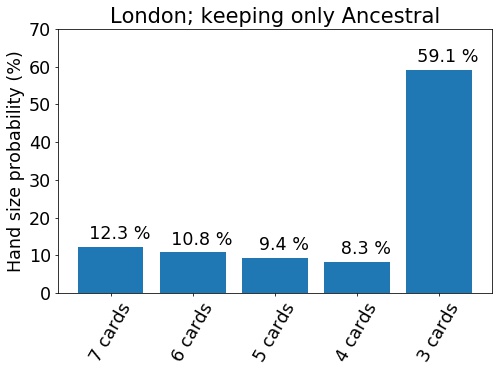 London; keeping only Ancestral
Hand size probability (%)
70
60
50
40
30
20
10
0
12.3 %
10.8 %
9.4 %
8.3 %
59.1 %
7 cards
6 cards
5 cards
4 cards
3 cards